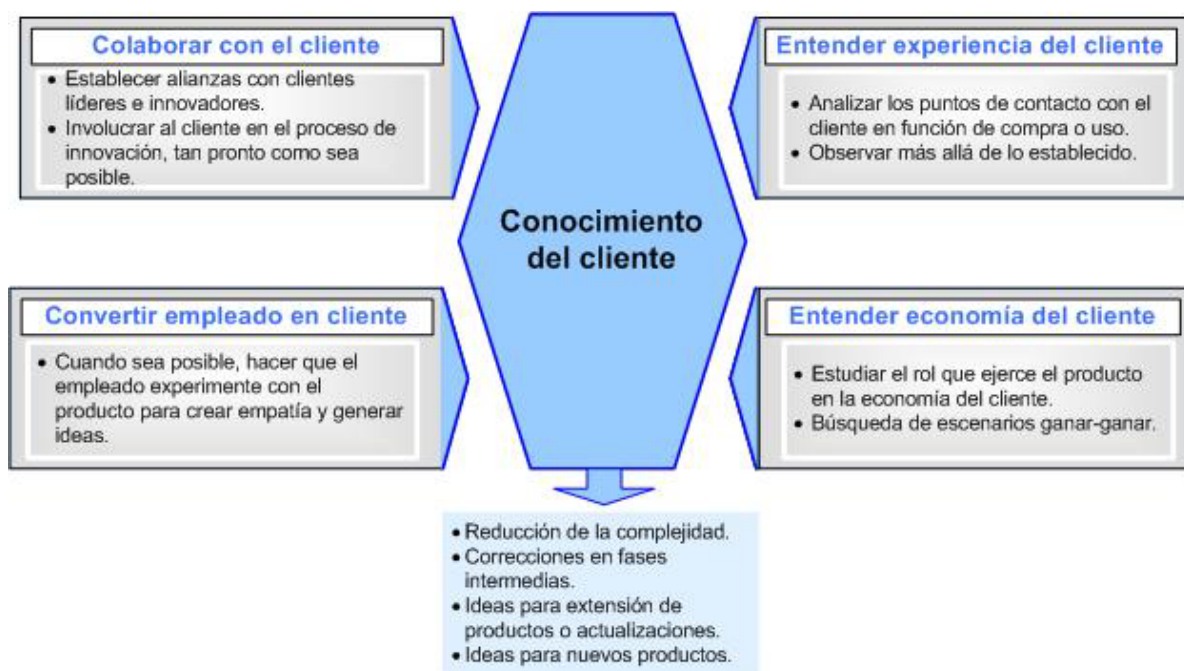 Colaborar con el cliente
• Establecer alianzas con clientes
líderes e innovadores.
• Involucrar al cliente en el proceso de
innovación, tan pronto como sea
posible.
Entender experiencia del cliente
• Analizar los puntos de contacto con el
cliente en función de compra o uso.
• Observar más allá de lo establecido.
Conocimiento
del cliente
Convertir empleado en cliente
• Cuando sea posible, hacer que el
empleado experimente con el
producto para crear empatía y generar
ideas.
Entender economía del cliente
• Estudiar el rol que ejerce el producto
en la economía del cliente.
• Búsqueda de escenarios ganar-ganar.
• Reducción de la complejidad.
• Correcciones en fases
intermedias.
• Ideas para extensión de
productos o actualizaciones.
• Ideas para nuevos productos.